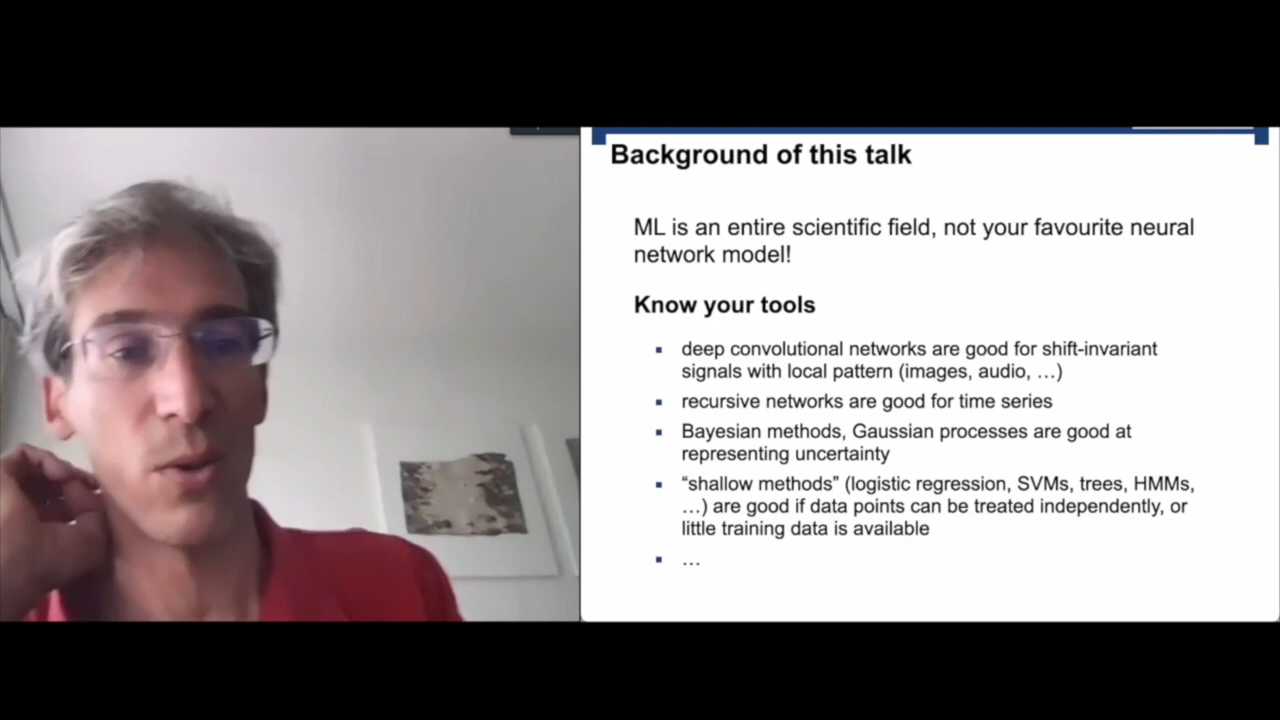 Background of this talk
ML is an entire scientific field, not your favourite neural
network model!
Know your tools
deep convolutional networks are good for shift-invariant
signals with local pattern (images, audio, …)
recursive networks are good for time series
Bayesian methods, Gaussian processes are good at
representing uncertainty
“shallow methods” (logistic regression, SVMs, trees, HMMs,
…) are good if data points can be treated independently, or
little training data is available
…